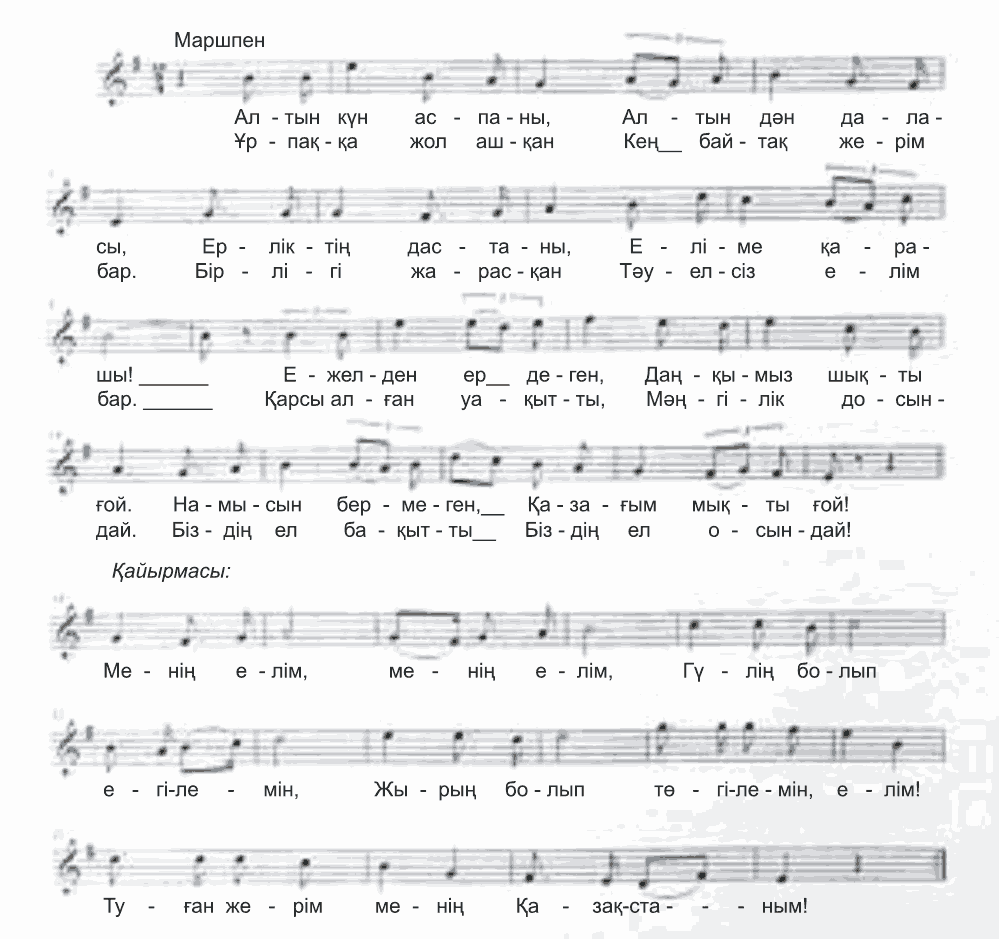 Маршпен
Ал - тын күн ас - па - ны, Ал - тын дән да - ла -
Ұр - пақ - қа жол аш - қан Кең__ бай - тақ же - рім
сы, Ер - лік - тің дас - та - ны, Е - лі - ме қа - ра -
бар. Бір - лі - гі жа - рас - қан Тәу - ел - сіз е - лім
шы! ______ Е - жел - ден ер__ де - ген, Даң - қы - мыз шық - ты
бар. ______ Қарсы ал - ған уа - қыт - ты, Мәң - гі - лік до - сын -
ғой. На - мы - сын бер - ме - ген,__ Қа - за - ғым мық - ты ғой!
дай. Біз - дің ел ба - қыт - ты__ Біз - дің ел о - сын - дай!
Қайырмасы:
Ме - нің е - лім, ме - нің е - лім, Гү - лің бо - лып
е - гі-ле - мін, Жы - рың бо - лып тө - гі-ле - мін, е - лім!
Ту - ған же - рім ме - нің Қа - зақ-ста - - - ным!